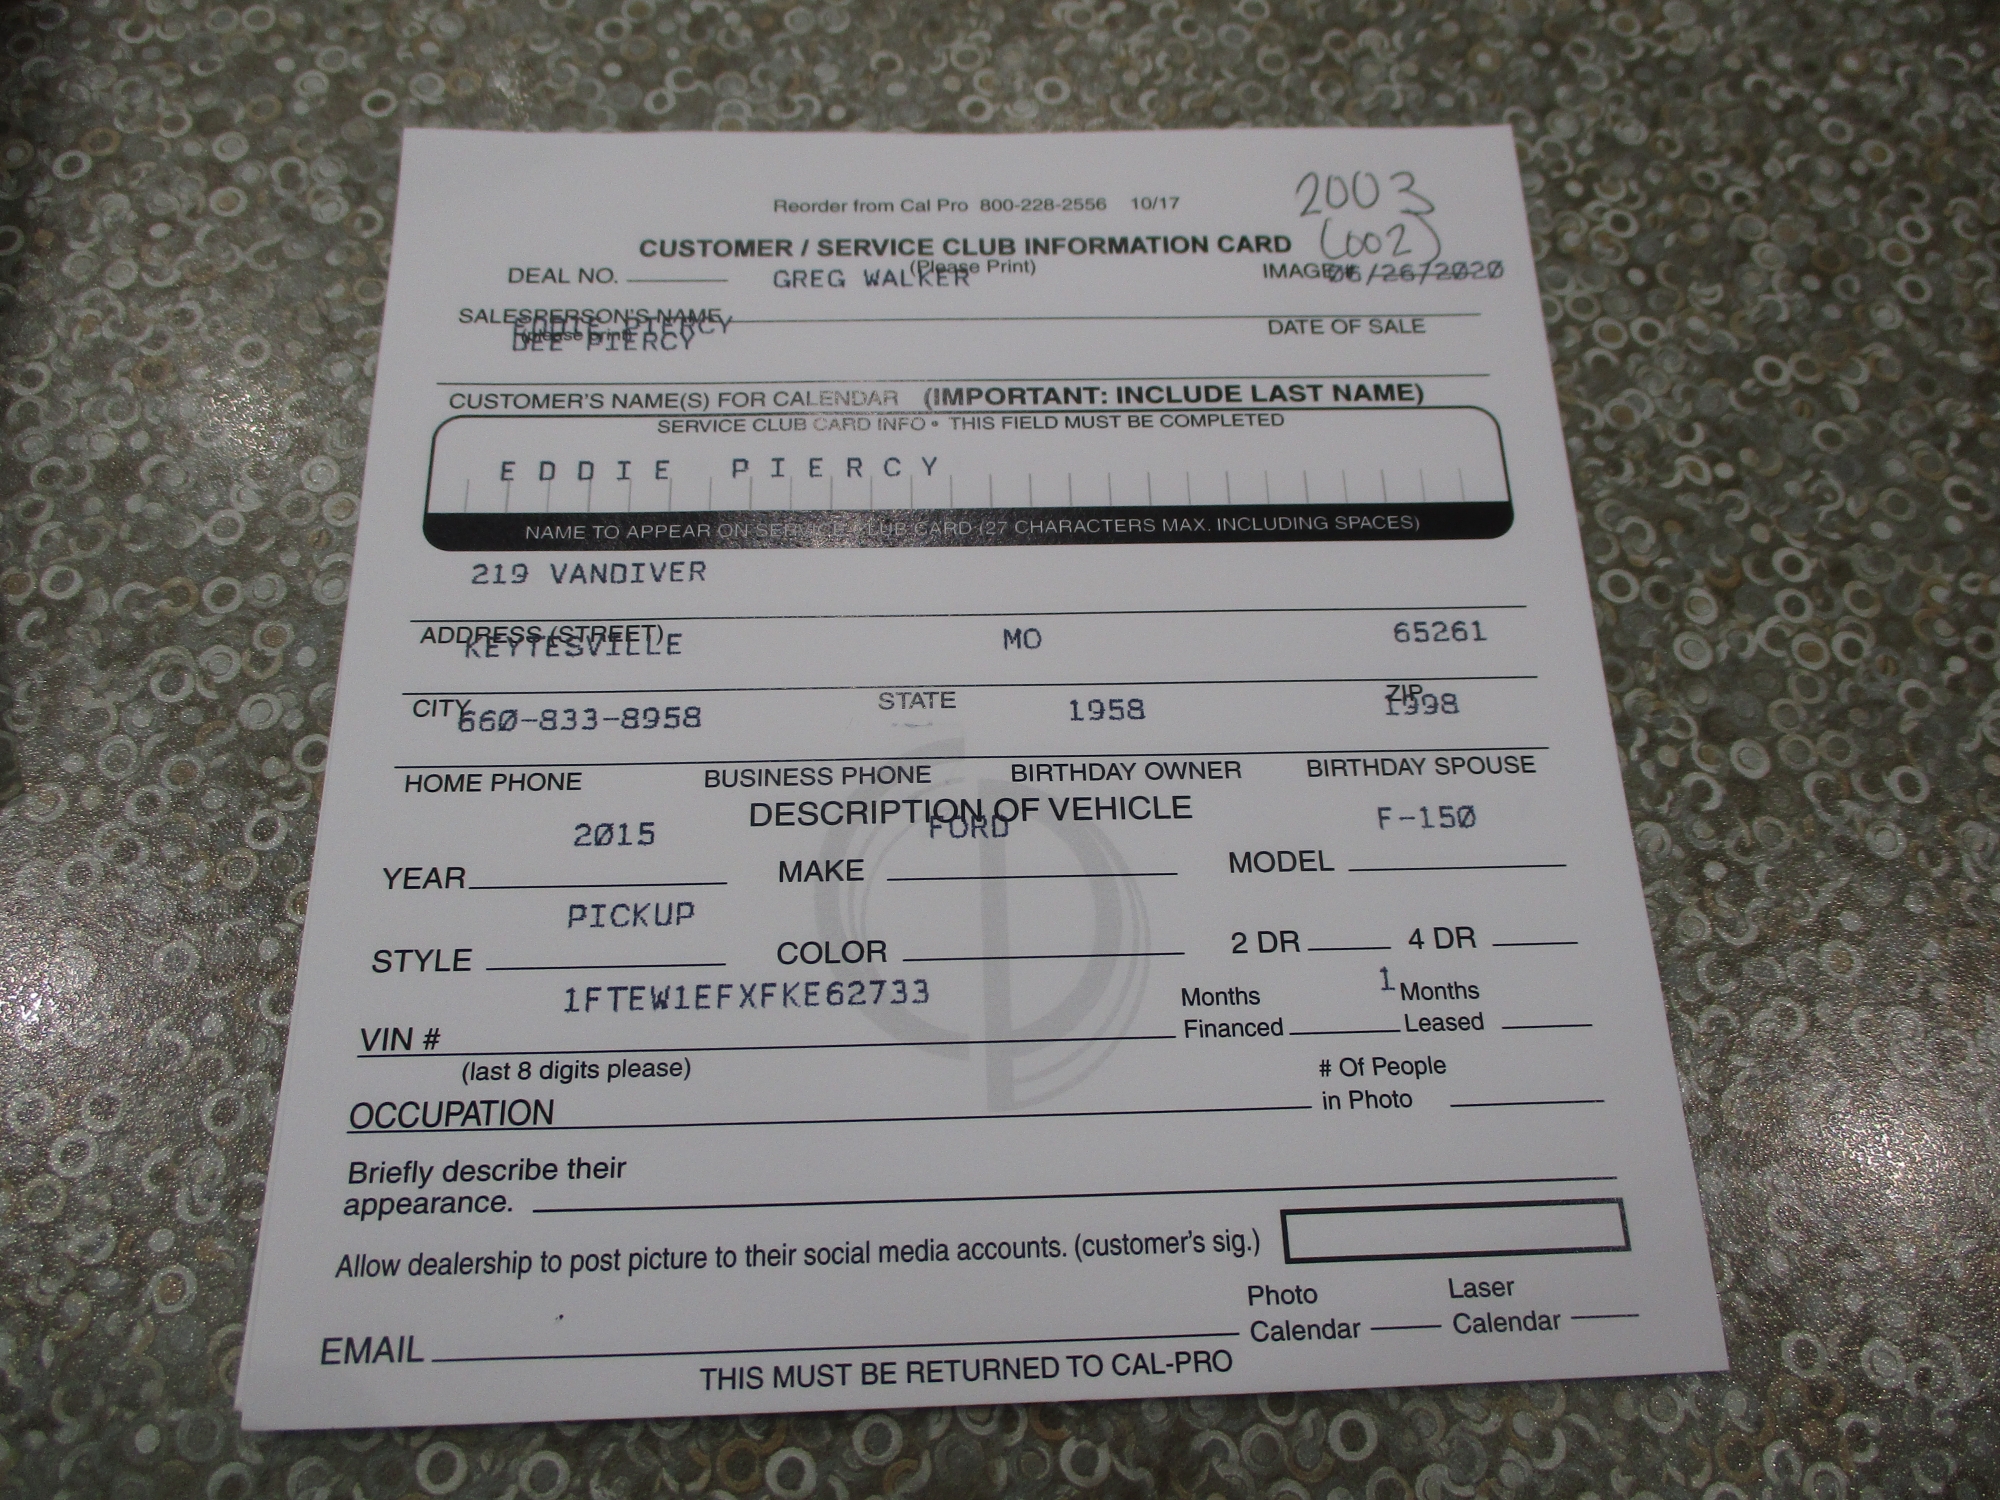 Reorder from Cal Pro 800-228-2556 10/17
2003
(002)
CUSTOMER / SERVICE CLUB INFORMATION CARD
(Please Print)
DEAL NO. GREG WALKER IMAGE# 06/26/2020
SALESPERSON'S NAME DATE OF SALE
(please print)
EDDIE PIERCY
DEE PIERCY
CUSTOMER'S NAME(S) FOR CALENDAR (IMPORTANT: INCLUDE LAST NAME)
SERVICE CLUB CARD INFO • THIS FIELD MUST BE COMPLETED
EDDIE PIERCY
NAME TO APPEAR ON SERVICE CLUB CARD (27 CHARACTERS MAX. INCLUDING SPACES)
219 VANDIVER
ADDRESS (STREET)
KEYTESVILLE MO 65261
CITY STATE ZIP
660-833-8958 1958 1998
HOME PHONE BUSINESS PHONE BIRTHDAY OWNER BIRTHDAY SPOUSE
DESCRIPTION OF VEHICLE
2015 FORD F-150
YEAR MAKE MODEL
PICKUP
STYLE COLOR 2 DR 4 DR
1FTEW1EFXFKE62733 1
VIN # Months Financed Months Leased
(last 8 digits please)
OCCUPATION # Of People in Photo
Briefly describe their
appearance.
Allow dealership to post picture to their social media accounts. (customer's sig.)
EMAIL Photo Calendar Laser Calendar
THIS MUST BE RETURNED TO CAL-PRO